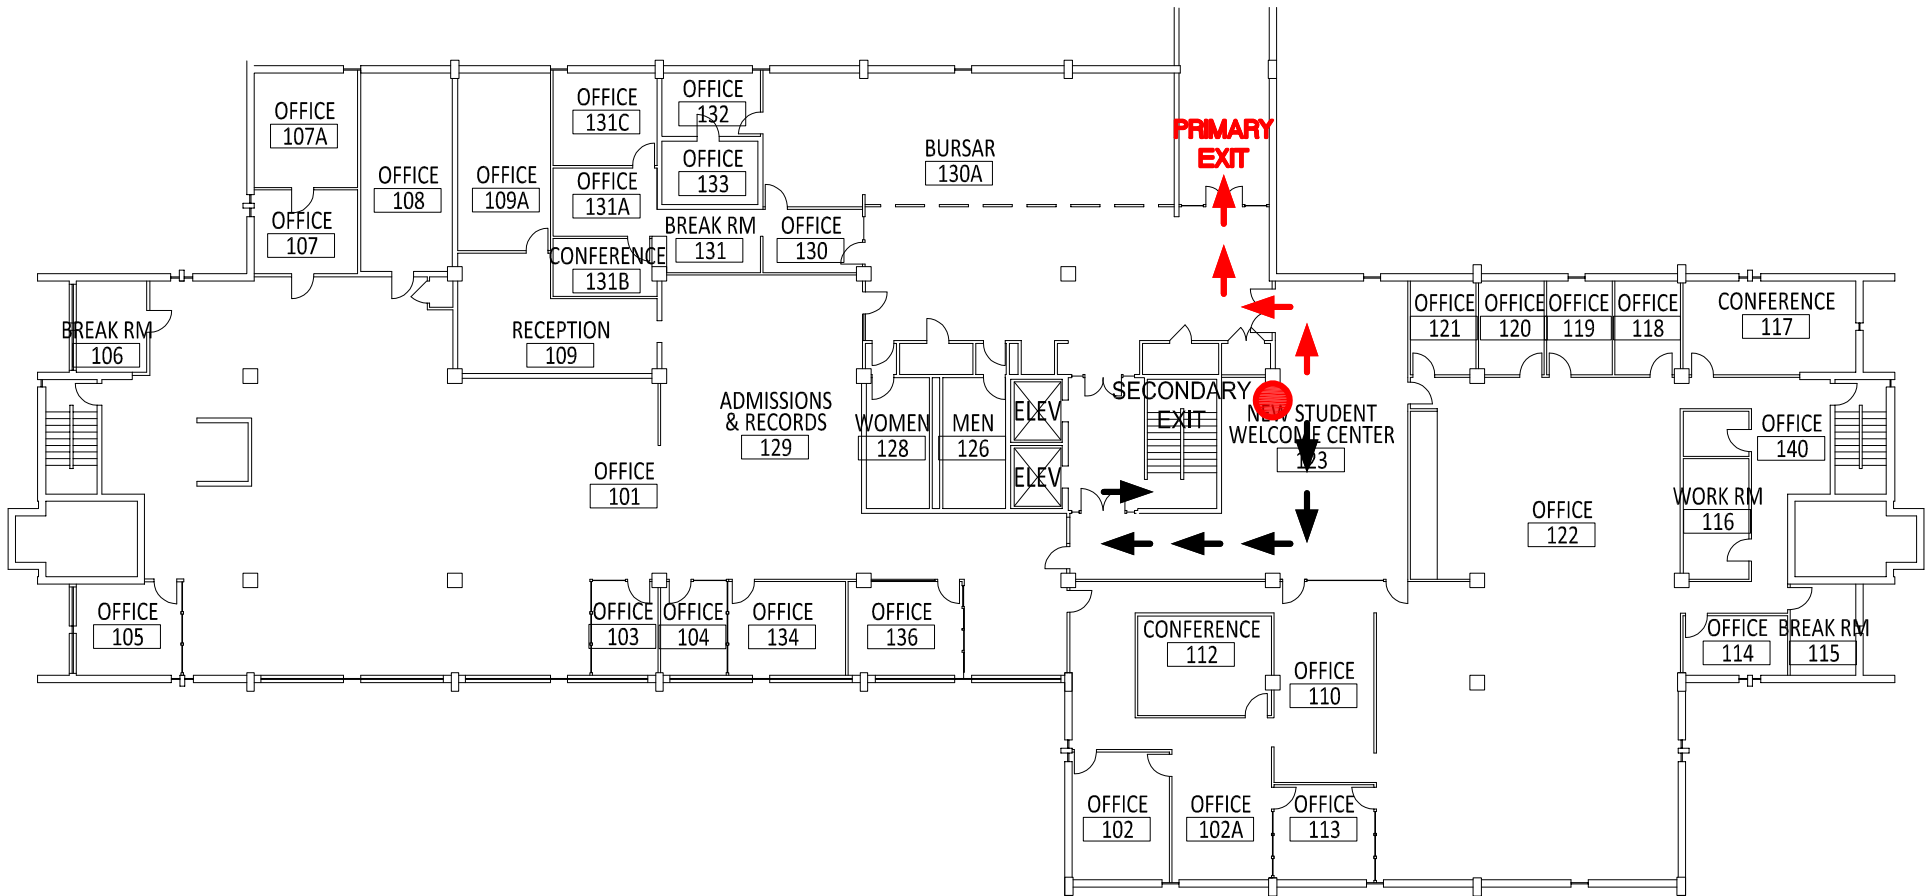 OFFICE
107A
OFFICE
107
OFFICE
108
OFFICE
109A
OFFICE
131C
OFFICE
131A
CONFERENCE
131B
OFFICE
132
OFFICE
133
BREAK RM
131
OFFICE
130
BURSAR
130A
PRIMARY
EXIT
BREAK RM
106
RECEPTION
109
OFFICE
121
OFFICE
120
OFFICE
119
OFFICE
118
CONFERENCE
117
ADMISSIONS
& RECORDS
129
WOMEN
128
MEN
126
ELEV
ELEV
SECONDARY
EXIT
NEW STUDENT
WELCOME CENTER
123
OFFICE
140
OFFICE
101
OFFICE
122
WORK RM
116
OFFICE
105
OFFICE
103
OFFICE
104
OFFICE
134
OFFICE
136
CONFERENCE
112
OFFICE
110
OFFICE
114
BREAK RM
115
OFFICE
102
OFFICE
102A
OFFICE
113